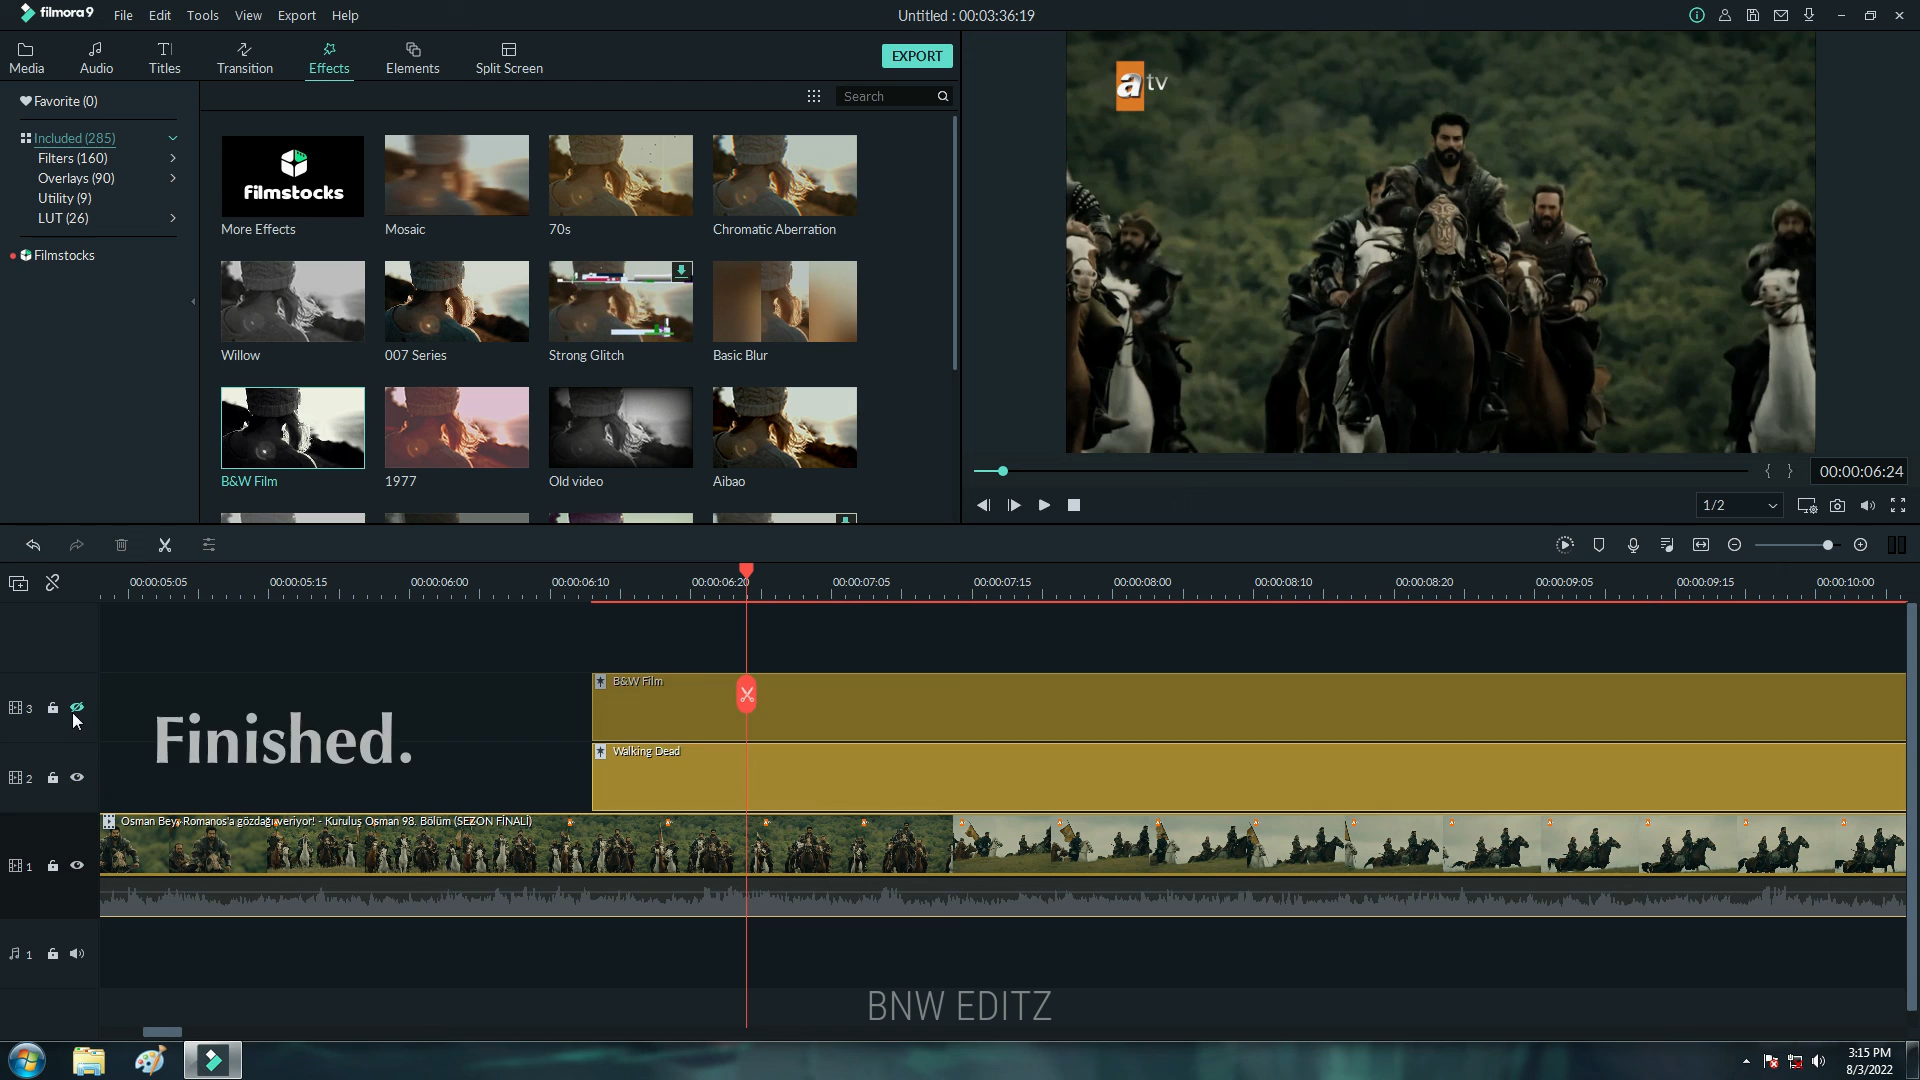 filmora9
File Edit Tools View Export Help
Untitled : 00:03:36:19
Media Audio Titles Transition Effects Elements Split Screen
EXPORT
Favorite (0)
Search
Included (285)
Filters (160)
Overlays (90)
Utility (9)
LUT (26)
Filmstocks
filmstocks
More Effects Mosaic 70s Chromatic Aberration
Willow 007 Series Strong Glitch Basic Blur
B&W Film 1977 Old video Aibao
a tv
{ } 00:00:06:24
1/2
00:00:05:05 00:00:05:15 00:00:06:00 00:00:06:10 00:00:06:20 00:00:07:05 00:00:07:15 00:00:08:00 00:00:08:10 00:00:08:20 00:00:09:05 00:00:09:15 00:00:10:00
B&W Film
3
Finished.
Walking Dead
2
Osman Bey, Romanos'a gözdağı veriyor! - Kuruluş Osman 98. Bölüm (SEZON FİNALİ)
1
1
BNW EDITZ
3:15 PM
8/3/2022